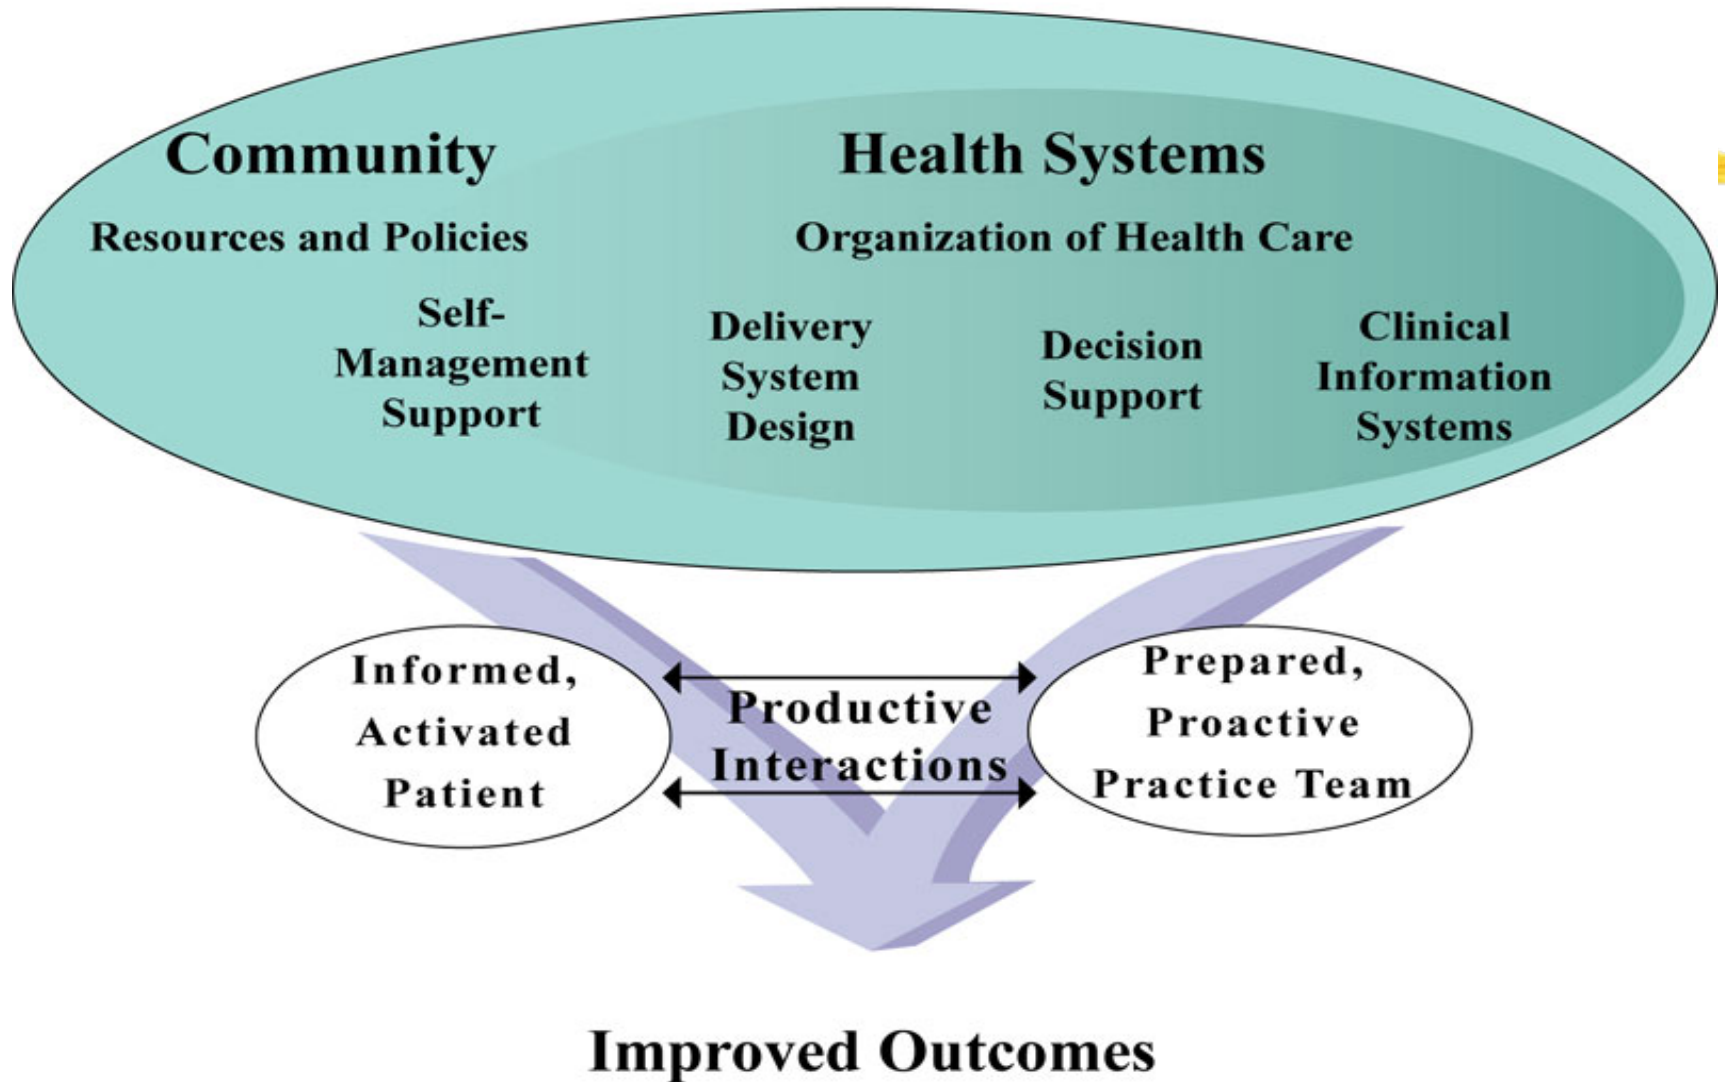 Community
Resources and Policies
Health Systems
Organization of Health Care
Self-
Management
Support
Delivery
System
Design
Decision
Support
Clinical
Information
Systems
Informed,
Activated
Patient
Productive
Interactions
Prepared,
Proactive
Practice Team
Improved Outcomes